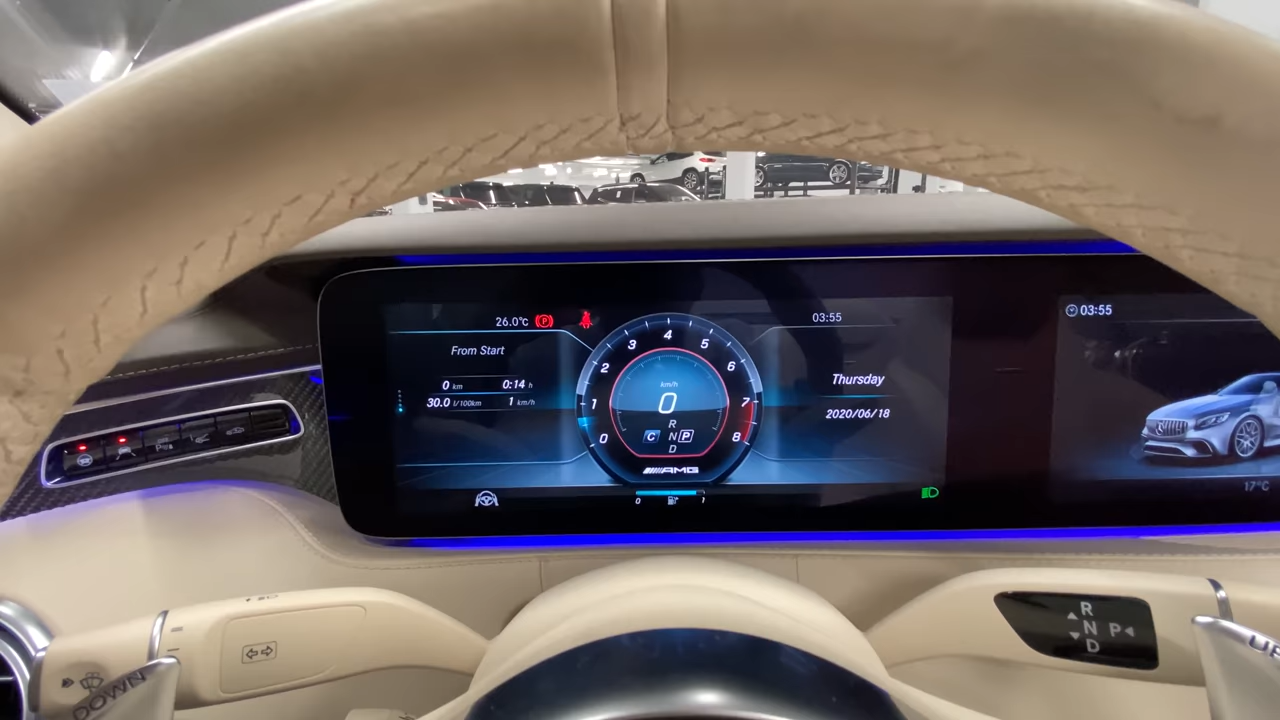 26.0°C
03:55
From Start
0 km 0:14 h
30.0 l/100km 1 km/h
0 1 2 3 4 5 6 7 8
km/h
0
R
C N P
D
AMG
Thursday
2020/06/18
0 1
03:55
17°C
R
N P
D
DOWN